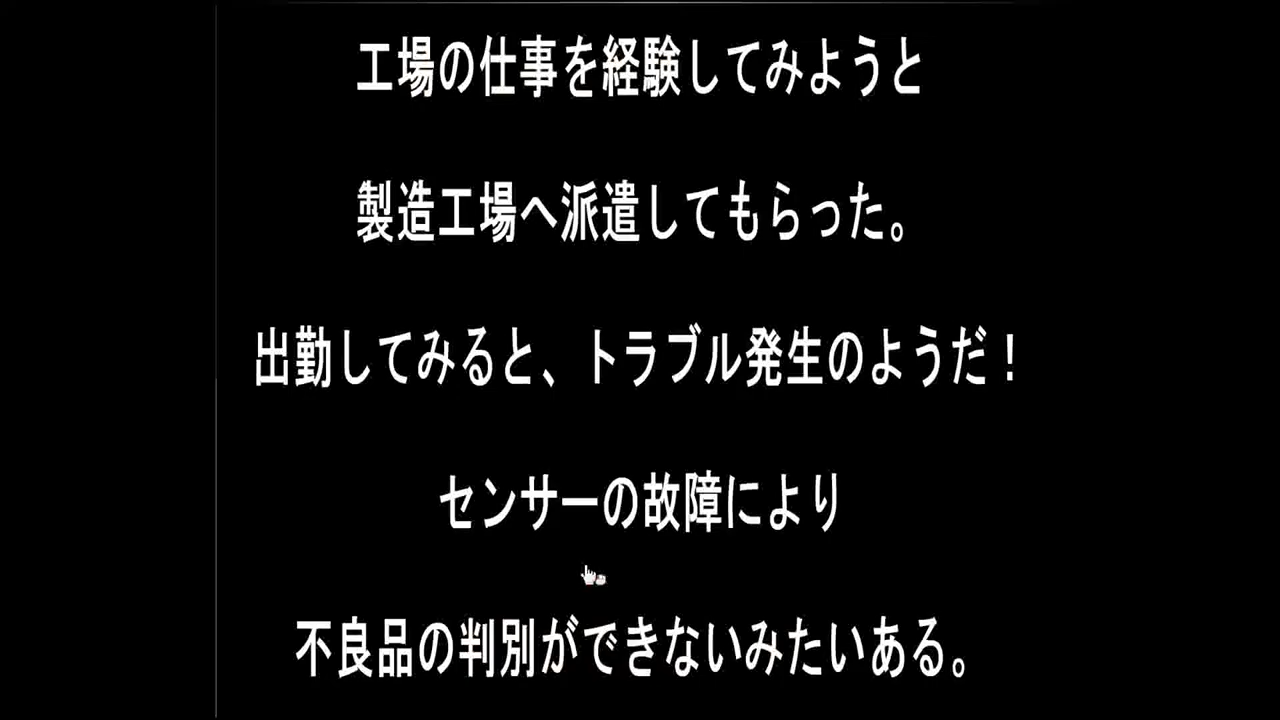 工場の仕事を経験してみようと
製造工場へ派遣してもらった。
出勤してみると、トラブル発生のようだ！
センサーの故障により
不良品の判別ができないみたいある。